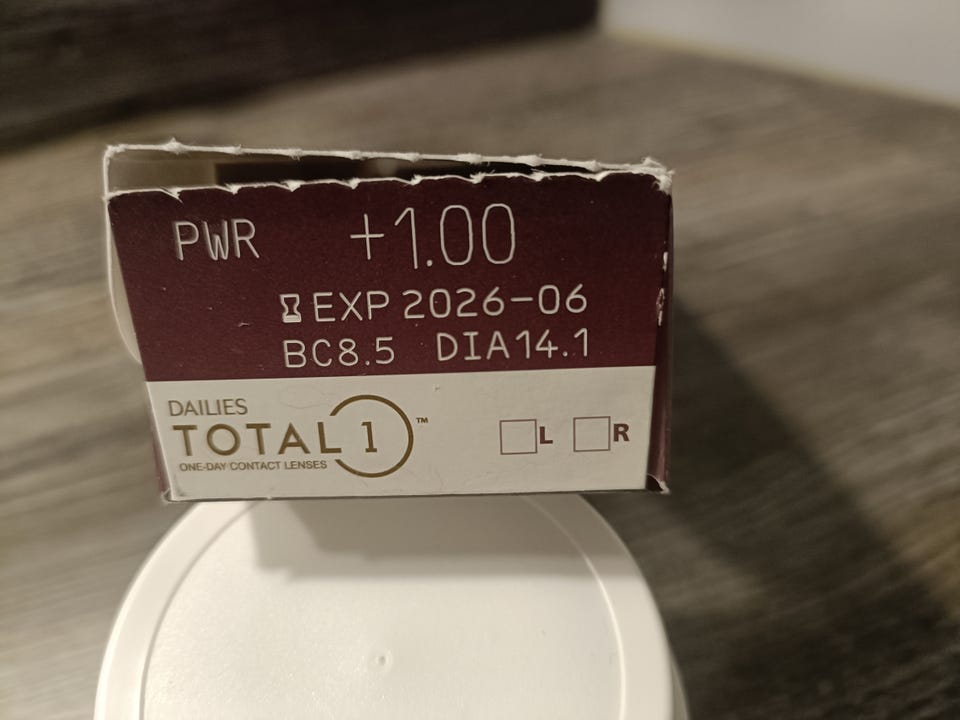 PWR +1.00
EXP 2026-06
BC8.5 DIA14.1
DAILIES
TOTAL 1™
ONE-DAY CONTACT LENSES
L R